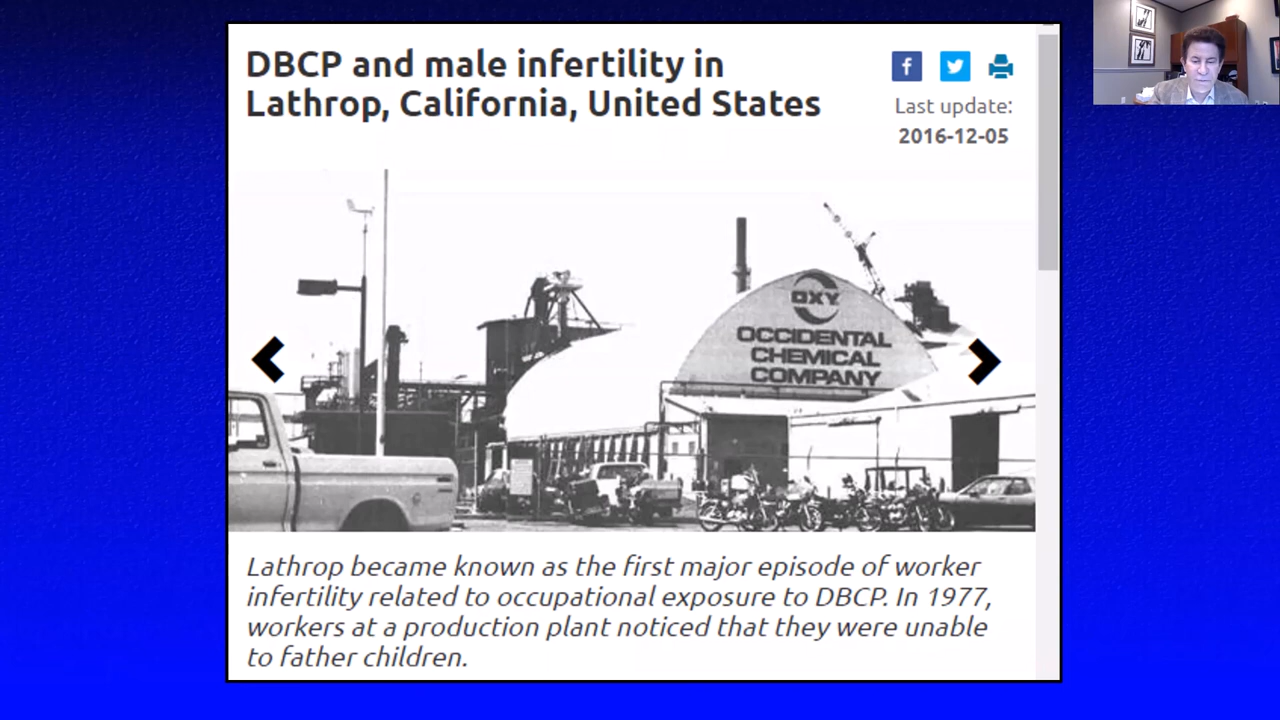 DBCP and male infertility in
Lathrop, California, United States
Last update:
2016-12-05
OXY
OCCIDENTAL
CHEMICAL
COMPANY
Lathrop became known as the first major episode of worker
infertility related to occupational exposure to DBCP. In 1977,
workers at a production plant noticed that they were unable
to father children.